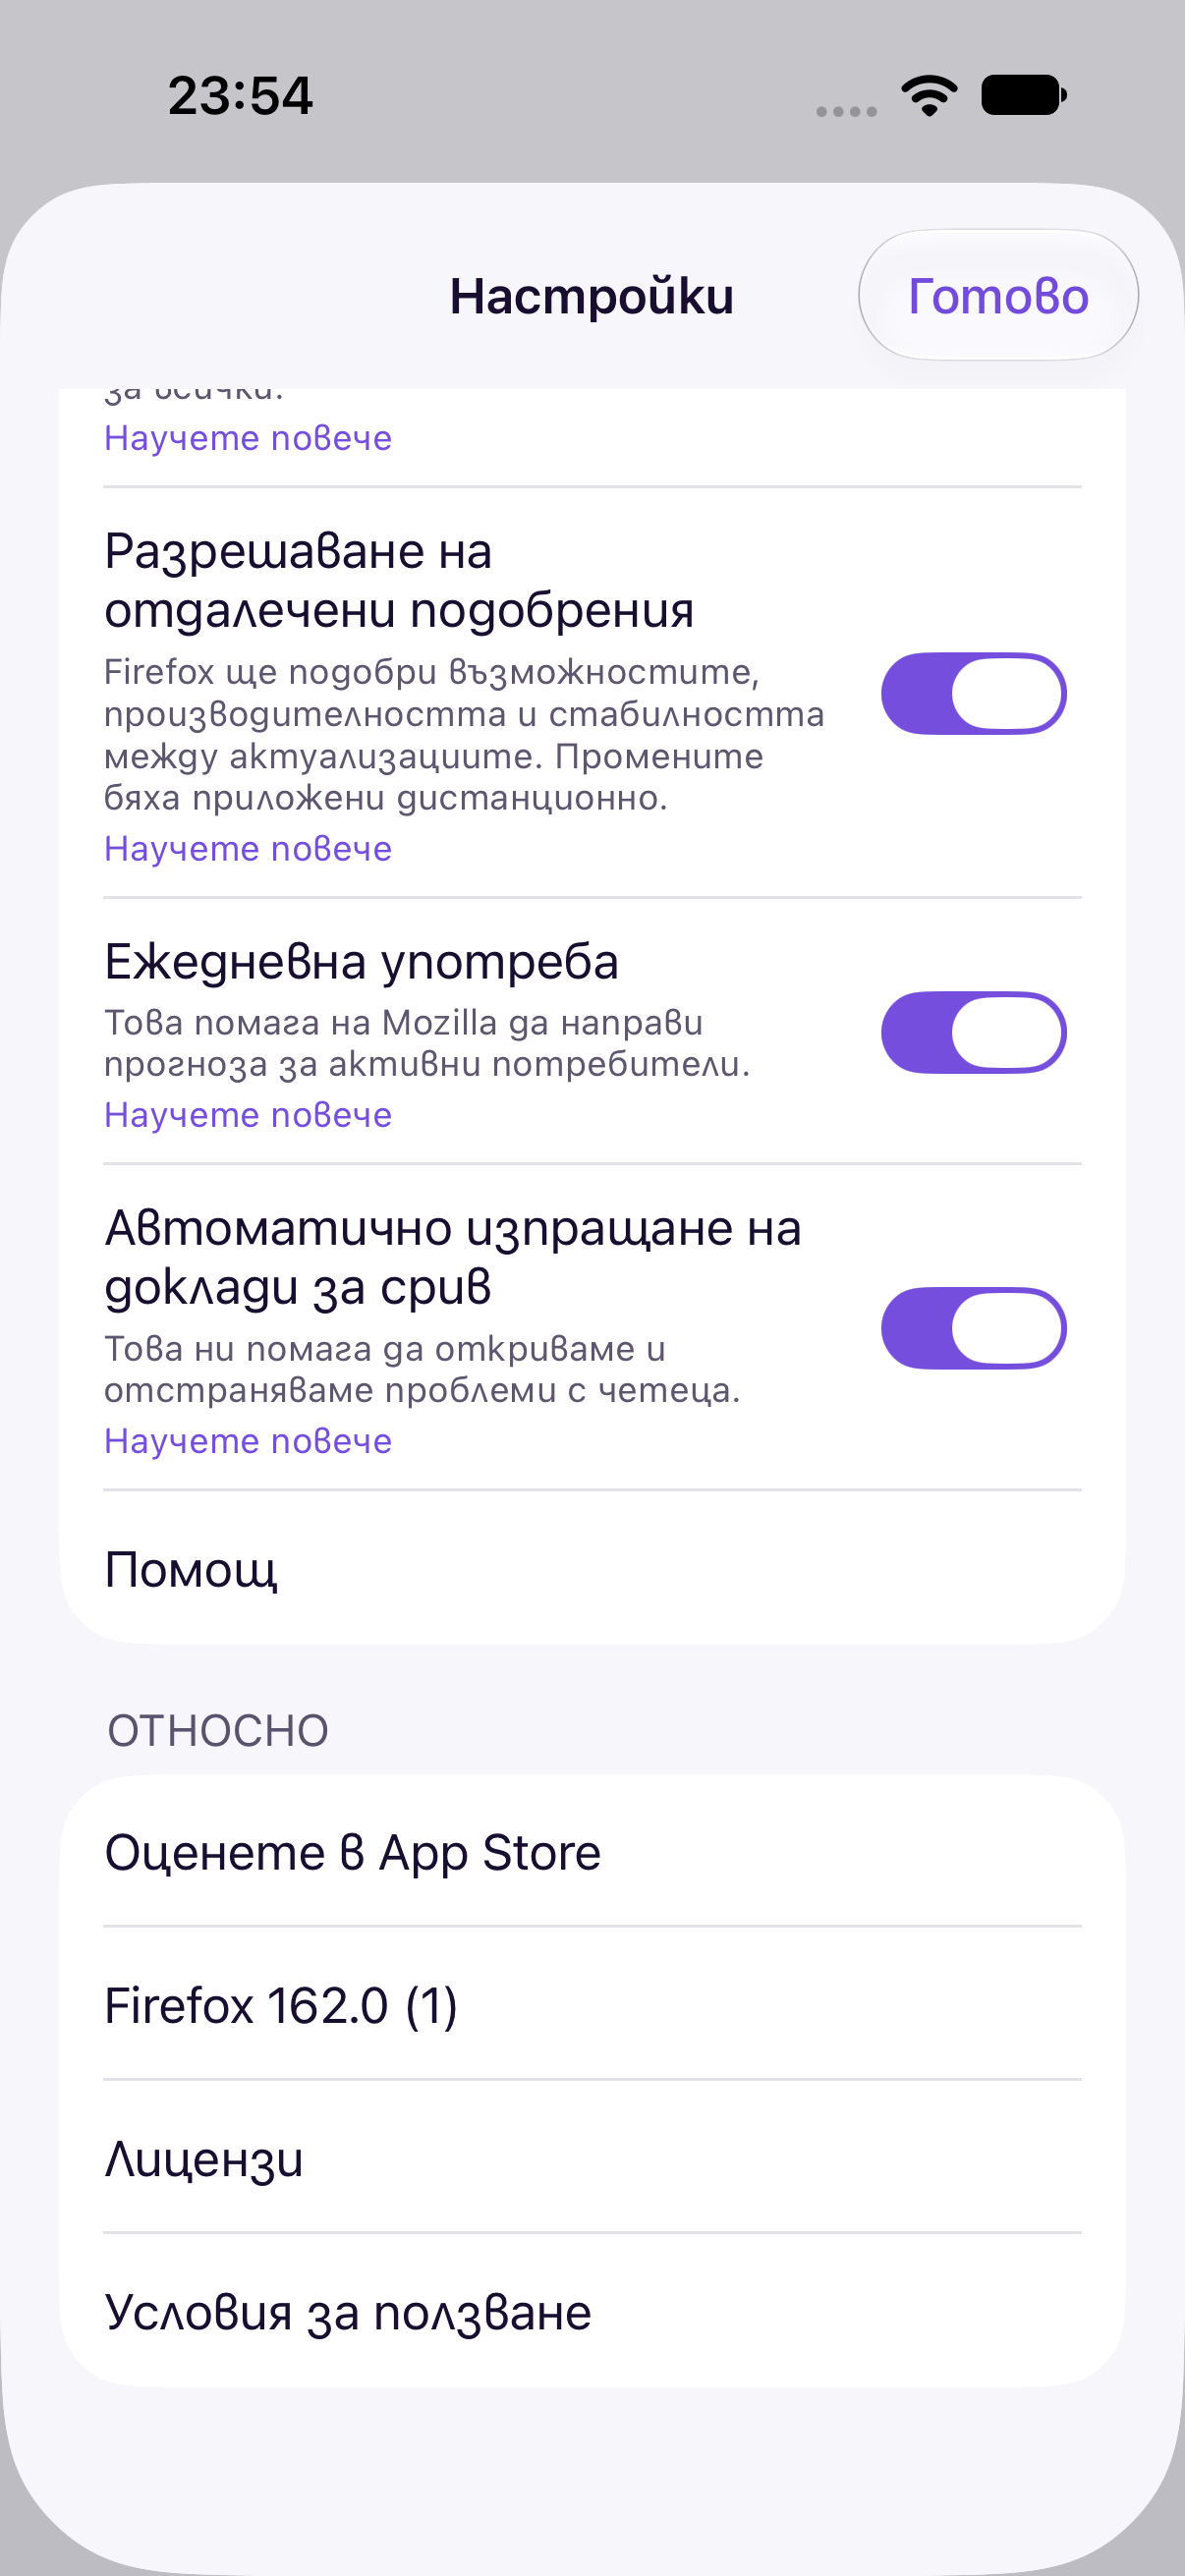 23:54
Настройки
Готово
за всички.
Научете повече
Разрешаване на
отдалечени подобрения
Firefox ще подобри възможностите,
производителността и стабилността
между актуализациите. Промените
бяха приложени дистанционно.
Научете повече
Ежедневна употреба
Това помага на Mozilla да направи
прогноза за активни потребители.
Научете повече
Автоматично изпращане на
доклади за срив
Това ни помага да откриваме и
отстраняваме проблеми с четеца.
Научете повече
Помощ
ОТНОСНО
Оценете в App Store
Firefox 162.0 (1)
Лицензи
Условия за ползване